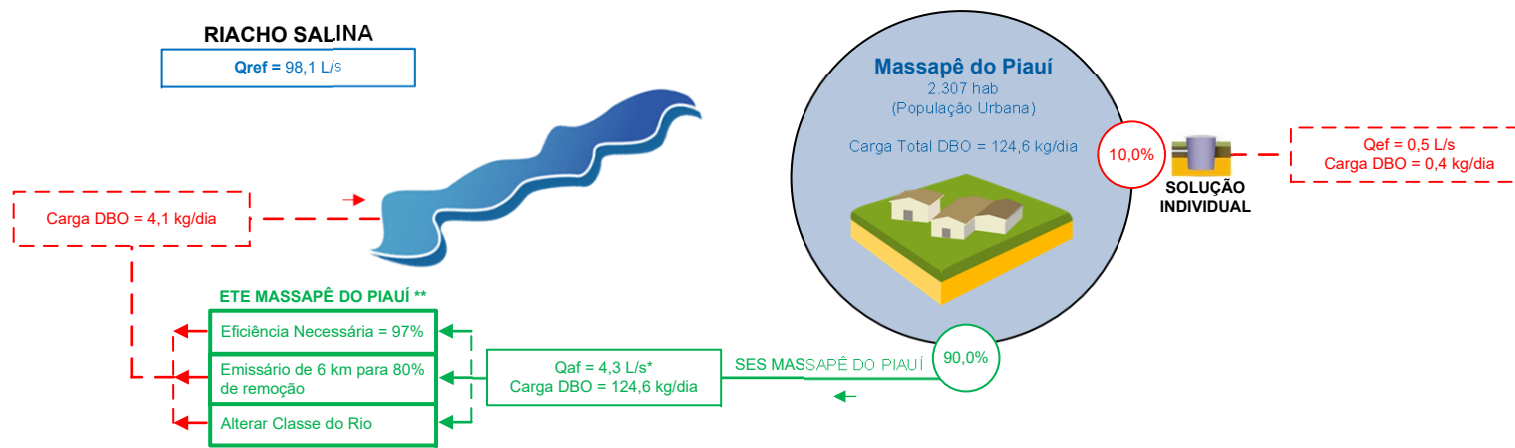 RIACHO SALINA
Qref = 98,1 L/s
Massapê do Piauí
2.307 hab
(População Urbana)
Carga Total DBO = 124,6 kg/dia
10,0%
SOLUÇÃO
INDIVIDUAL
Qef = 0,5 L/s
Carga DBO = 0,4 kg/dia
Carga DBO = 4,1 kg/dia
ETE MASSAPÊ DO PIAUÍ **
Eficiência Necessária = 97%
Emissário de 6 km para 80%
de remoção
Alterar Classe do Rio
Qaf = 4,3 L/s*
Carga DBO = 124,6 kg/dia
SES MASSAPÊ DO PIAUÍ
90,0%